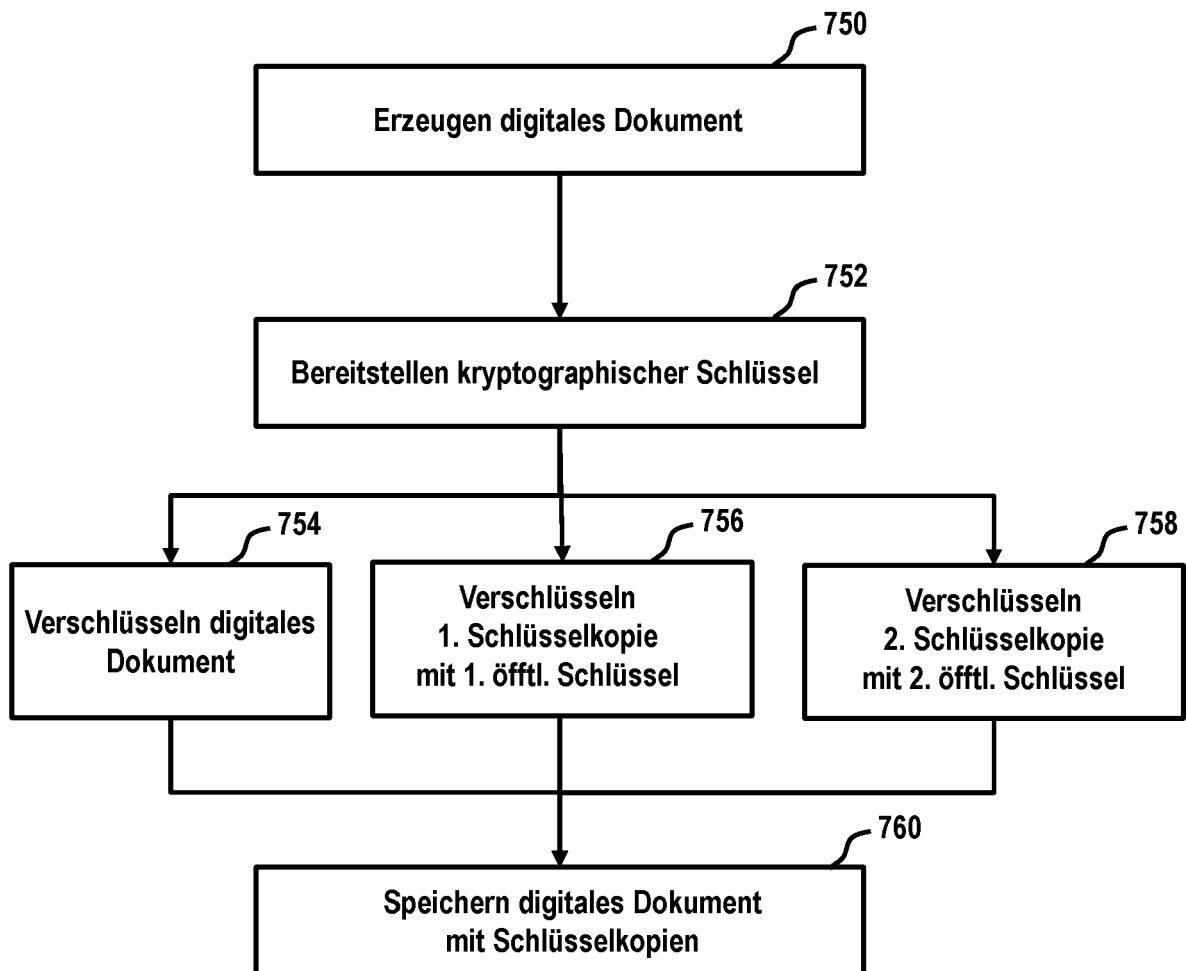 750
Erzeugen digitales Dokument
752
Bereitstellen kryptographischer Schlüssel
754
Verschlüsseln digitales
Dokument
756
Verschlüsseln
1. Schlüsselkopie
mit 1. öfftl. Schlüssel
758
Verschlüsseln
2. Schlüsselkopie
mit 2. öfftl. Schlüssel
760
Speichern digitales Dokument
mit Schlüsselkopien